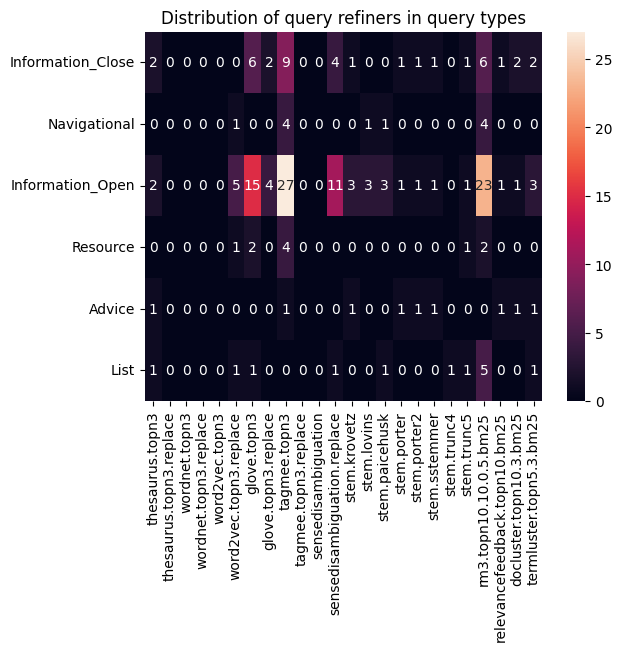 Distribution of query refiners in query types
Information_Close 2 0 0 0 0 0 6 2 9 0 0 4 1 0 0 1 1 1 0 1 6 1 2 2
Navigational 0 0 0 0 0 1 0 0 4 0 0 0 0 1 1 0 0 0 0 0 4 0 0 0
Information_Open 2 0 0 0 0 5 15 4 27 0 0 11 3 3 3 1 1 1 0 1 23 1 1 3
Resource 0 0 0 0 0 1 2 0 4 0 0 0 0 0 0 0 0 0 0 1 2 0 0 0
Advice 1 0 0 0 0 0 0 0 1 0 0 0 1 0 0 1 1 1 0 0 0 1 1 1
List 1 0 0 0 0 1 1 0 0 0 0 1 0 0 1 0 0 0 1 1 5 0 0 1
thesaurus.topn3
thesaurus.topn3.replace
wordnet.topn3
wordnet.topn3.replace
word2vec.topn3
word2vec.topn3.replace
glove.topn3
glove.topn3.replace
tagmee.topn3
tagmee.topn3.replace
sensedisambiguation
sensedisambiguation.replace
stem.krovetz
stem.lovins
stem.paicehusk
stem.porter
stem.porter2
stem.sstemmer
stem.trunc4
stem.trunc5
rm3.topn10.10.0.5.bm25
relevancefeedback.topn10.bm25
docluster.topn10.3.bm25
termluster.topn5.3.bm25
25
20
15
10
5
0